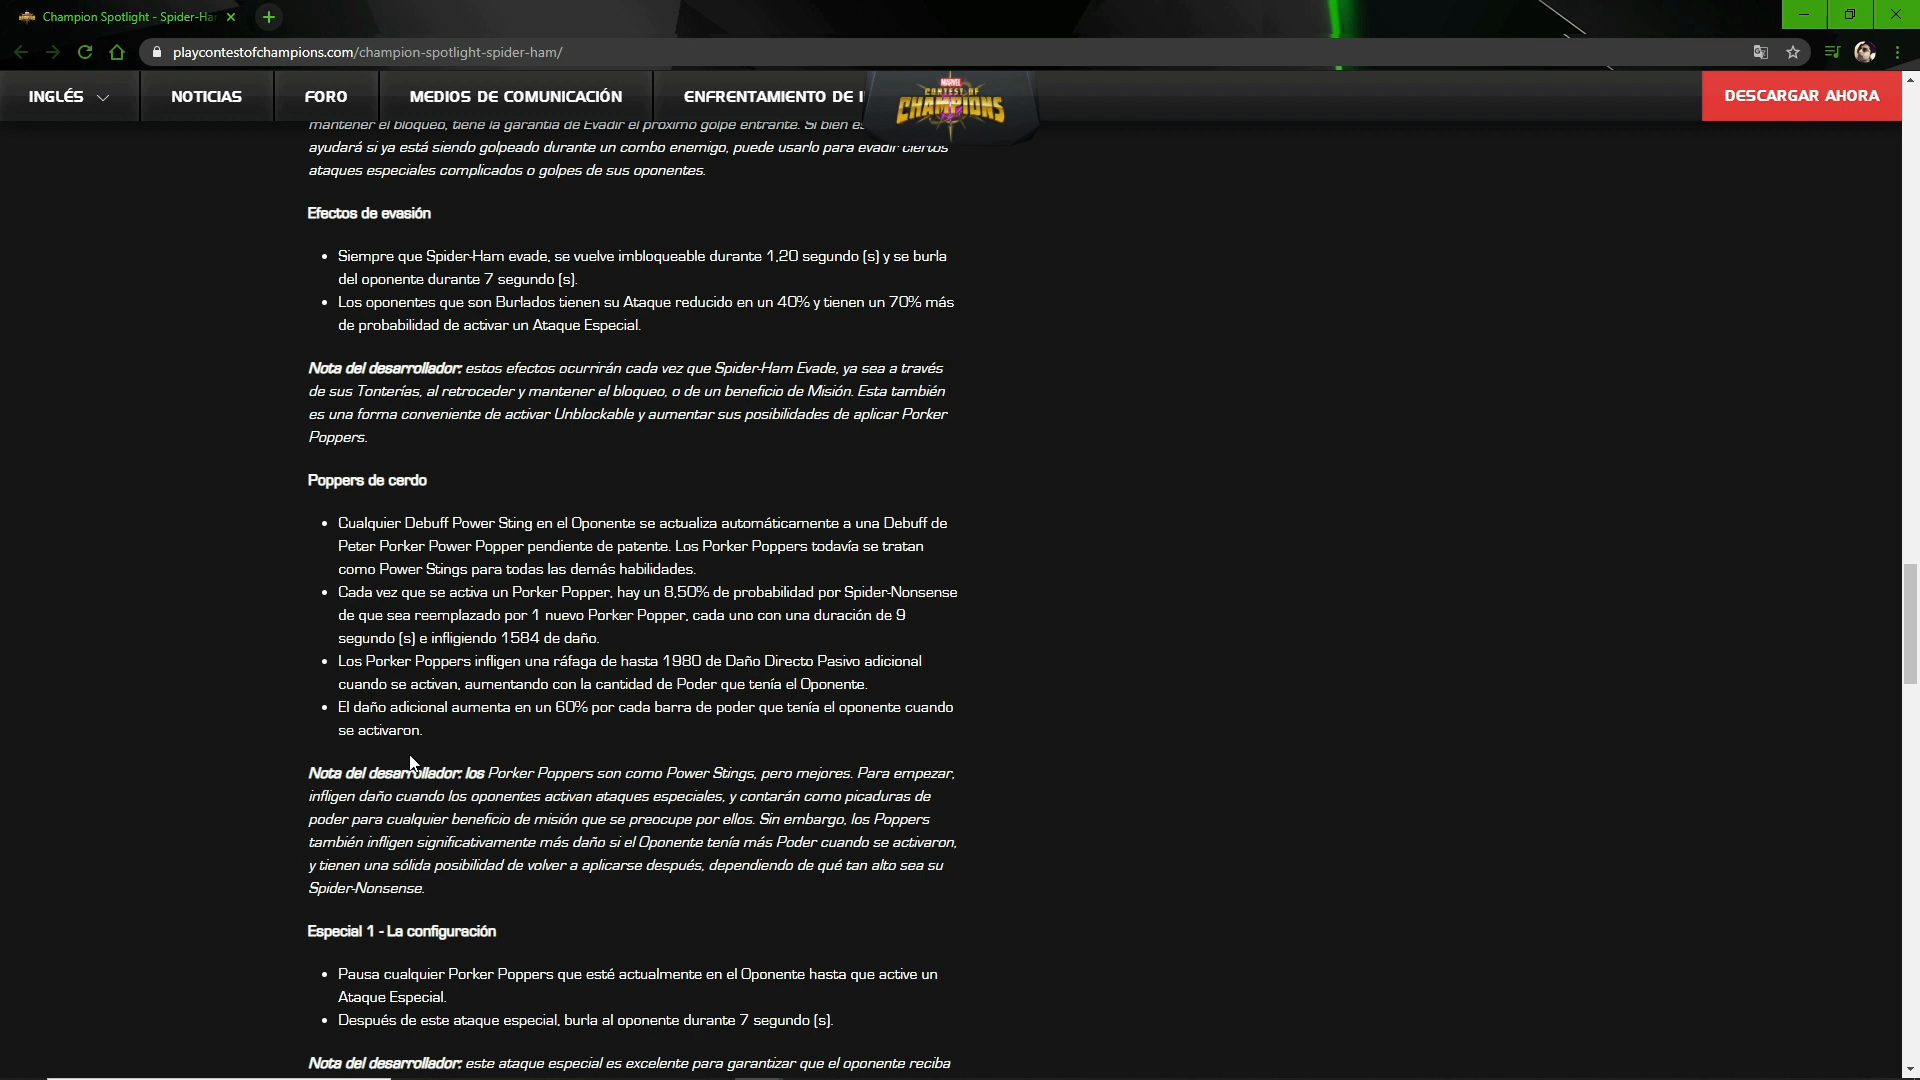 Champion Spotlight - Spider-Ha
playcontestofchampions.com/champion-spotlight-spider-ham/
INGLÉS
NOTICIAS
FORO
MEDIOS DE COMUNICACIÓN
ENFRENTAMIENTO DE I
MARVEL
CONTEST OF
CHAMPIONS
DESCARGAR AHORA
mantener el bloqueo, tiene la garantía de Evadir el próximo golpe entrante. Si bien es
ayudará si ya está siendo golpeado durante un combo enemigo, puede usarlo para evadir ciertos
ataques especiales complicados o golpes de sus oponentes.
Efectos de evasión
• Siempre que Spider-Ham evade, se vuelve imbloqueable durante 1,20 segundo (s) y se burla
del oponente durante 7 segundo (s).
• Los oponentes que son Burlados tienen su Ataque reducido en un 40% y tienen un 70% más
de probabilidad de activar un Ataque Especial.
Nota del desarrollador: estos efectos ocurrirán cada vez que Spider-Ham Evade, ya sea a través
de sus Tonterías, al retroceder y mantener el bloqueo, o de un beneficio de Misión. Esta también
es una forma conveniente de activar Unblockable y aumentar sus posibilidades de aplicar Porker
Poppers.
Poppers de cerdo
• Cualquier Debuff Power Sting en el Oponente se actualiza automáticamente a una Debuff de
Peter Porker Power Popper pendiente de patente. Los Porker Poppers todavía se tratan
como Power Stings para todas las demás habilidades.
• Cada vez que se activa un Porker Popper, hay un 8,50% de probabilidad por Spider-Nonsense
de que sea reemplazado por 1 nuevo Porker Popper, cada uno con una duración de 9
segundo (s) e infligiendo 1584 de daño.
• Los Porker Poppers infligen una ráfaga de hasta 1980 de Daño Directo Pasivo adicional
cuando se activan, aumentando con la cantidad de Poder que tenía el Oponente.
• El daño adicional aumenta en un 60% por cada barra de poder que tenía el oponente cuando
se activaron.
Nota del desarrollador: los Porker Poppers son como Power Stings, pero mejores. Para empezar,
infligen daño cuando los oponentes activan ataques especiales, y contarán como picaduras de
poder para cualquier beneficio de misión que se preocupe por ellos. Sin embargo, los Poppers
también infligen significativamente más daño si el Oponente tenía más Poder cuando se activaron,
y tienen una sólida posibilidad de volver a aplicarse después, dependiendo de qué tan alto sea su
Spider-Nonsense.
Especial 1 - La configuración
• Pausa cualquier Porker Poppers que esté actualmente en el Oponente hasta que active un
Ataque Especial.
• Después de este ataque especial, burla al oponente durante 7 segundo (s).
Nota del desarrollador: este ataque especial es excelente para garantizar que el oponente reciba